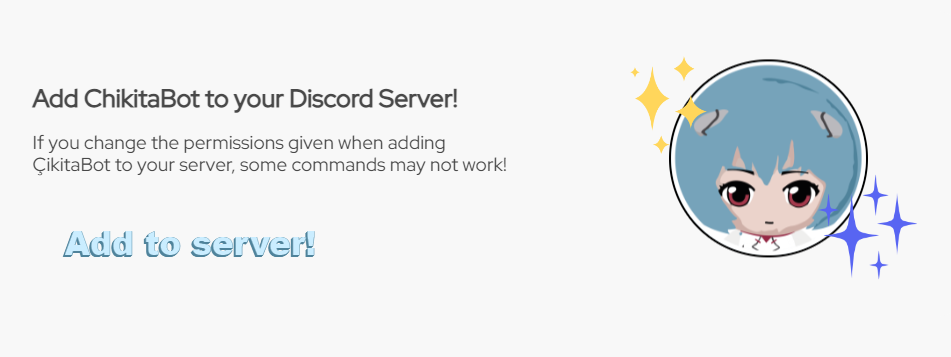 Add ChikitaBot to your Discord Server!
If you change the permissions given when adding
ÇikitaBot to your server, some commands may not work!
Add to server!